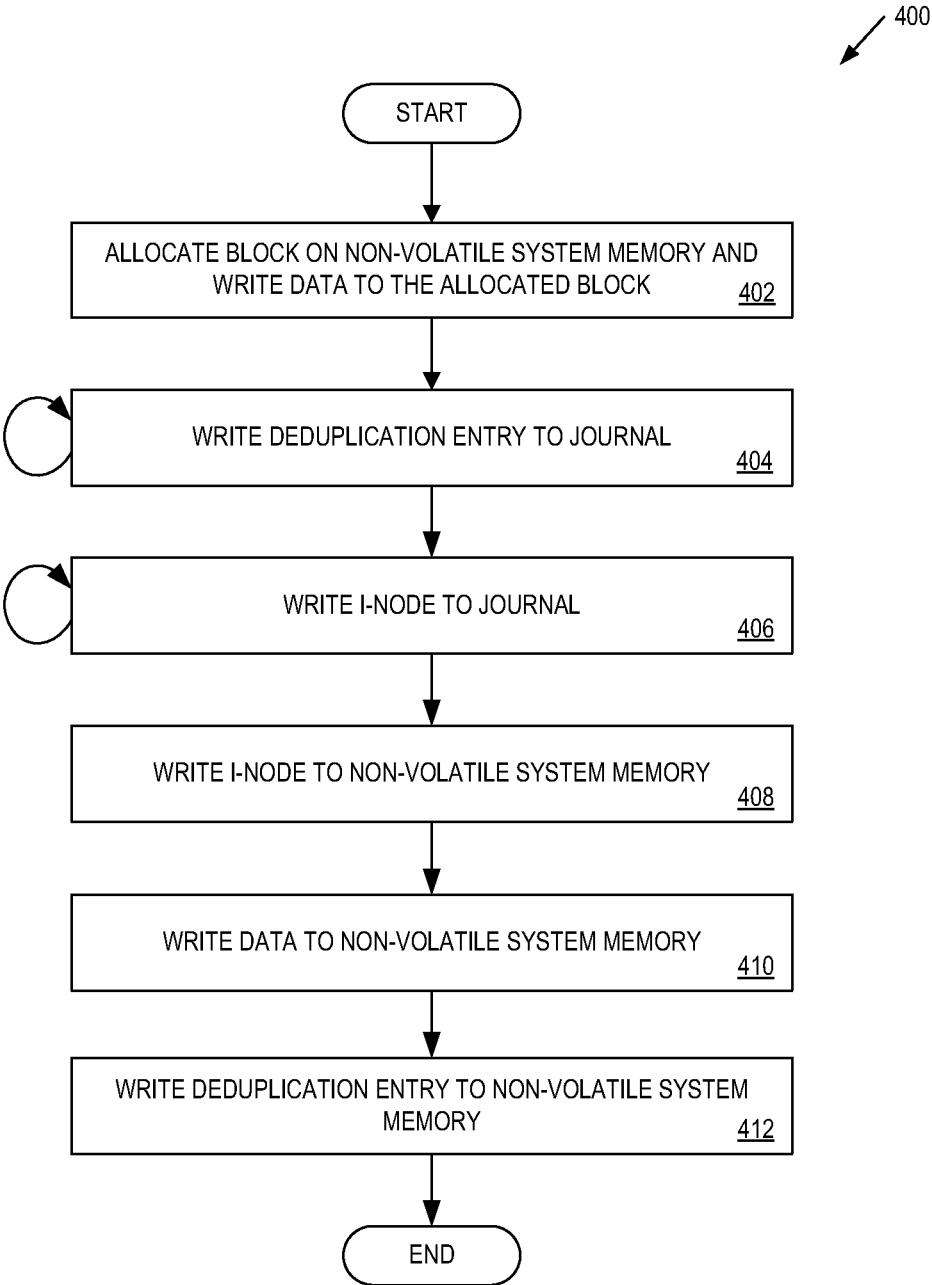 400
START
ALLOCATE BLOCK ON NON-VOLATILE SYSTEM MEMORY AND
WRITE DATA TO THE ALLOCATED BLOCK
402
WRITE DEDUPLICATION ENTRY TO JOURNAL
404
WRITE I-NODE TO JOURNAL
406
WRITE I-NODE TO NON-VOLATILE SYSTEM MEMORY
408
WRITE DATA TO NON-VOLATILE SYSTEM MEMORY
410
WRITE DEDUPLICATION ENTRY TO NON-VOLATILE SYSTEM
MEMORY
412
END